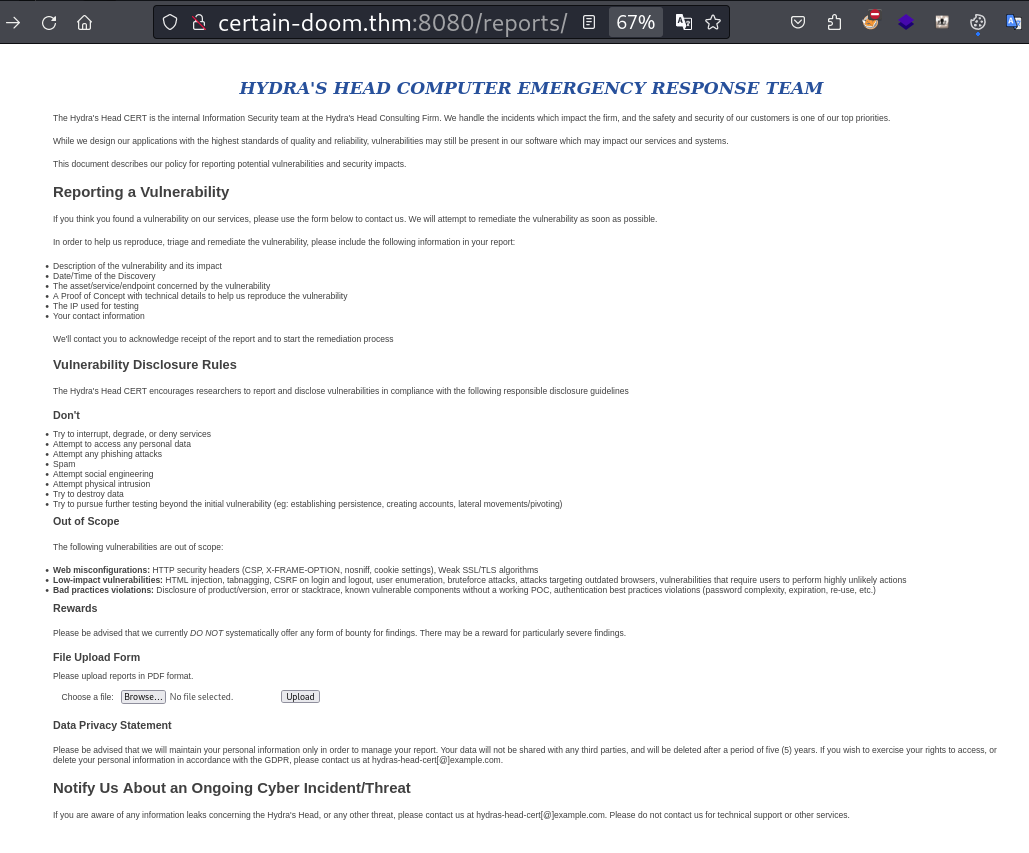 certain-doom.thm:8080/reports/
67%
HYDRA'S HEAD COMPUTER EMERGENCY RESPONSE TEAM
The Hydra's Head CERT is the internal Information Security team at the Hydra's Head Consulting Firm. We handle the incidents which impact the firm, and the safety and security of our customers is one of our top priorities.
While we design our applications with the highest standards of quality and reliability, vulnerabilities may still be present in our software which may impact our services and systems.
This document describes our policy for reporting potential vulnerabilities and security impacts.
Reporting a Vulnerability
If you think you found a vulnerability on our services, please use the form below to contact us. We will attempt to remediate the vulnerability as soon as possible.
In order to help us reproduce, triage and remediate the vulnerability, please include the following information in your report:
• Description of the vulnerability and its impact
• Date/Time of the Discovery
• The asset/service/endpoint concerned by the vulnerability
• A Proof of Concept with technical details to help us reproduce the vulnerability
• The IP used for testing
• Your contact information
We'll contact you to acknowledge receipt of the report and to start the remediation process
Vulnerability Disclosure Rules
The Hydra's Head CERT encourages researchers to report and disclose vulnerabilities in compliance with the following responsible disclosure guidelines
Don't
• Try to interrupt, degrade, or deny services
• Attempt to access any personal data
• Attempt any phishing attacks
• Spam
• Attempt social engineering
• Attempt physical intrusion
• Try to destroy data
• Try to pursue further testing beyond the initial vulnerability (eg: establishing persistence, creating accounts, lateral movements/pivoting)
Out of Scope
The following vulnerabilities are out of scope:
• Web misconfigurations: HTTP security headers (CSP, X-FRAME-OPTION, nosniff, cookie settings), Weak SSL/TLS algorithms
• Low-impact vulnerabilities: HTML injection, tabnagging, CSRF on login and logout, user enumeration, bruteforce attacks, attacks targeting outdated browsers, vulnerabilities that require users to perform highly unlikely actions
• Bad practices violations: Disclosure of product/version, error or stacktrace, known vulnerable components without a working POC, authentication best practices violations (password complexity, expiration, re-use, etc.)
Rewards
Please be advised that we currently DO NOT systematically offer any form of bounty for findings. There may be a reward for particularly severe findings.
File Upload Form
Please upload reports in PDF format.
Choose a file: Browse... No file selected. Upload
Data Privacy Statement
Please be advised that we will maintain your personal information only in order to manage your report. Your data will not be shared with any third parties, and will be deleted after a period of five (5) years. If you wish to exercise your rights to access, or
delete your personal information in accordance with the GDPR, please contact us at hydras-head-cert[@]example.com.
Notify Us About an Ongoing Cyber Incident/Threat
If you are aware of any information leaks concerning the Hydra's Head, or any other threat, please contact us at hydras-head-cert[@]example.com. Please do not contact us for technical support or other services.